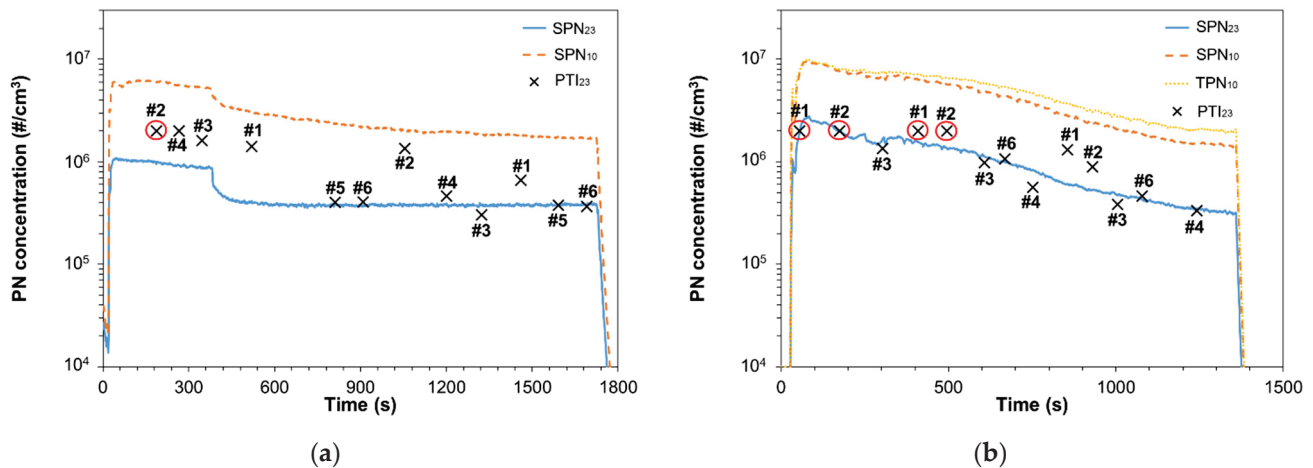 PN concentration (#/cm³)
10⁷
10⁶
10⁵
10⁴
SPN₂₃
SPN₁₀
PTI₂₃
#2
#4
#3
#1
#5
#6
#2
#4
#3
#1
#5
#6
0 300 600 900 1200 1500 1800
Time (s)
(a)
PN concentration (#/cm³)
10⁷
10⁶
10⁵
10⁴
SPN₂₃
SPN₁₀
TPN₁₀
PTI₂₃
#1
#2
#3
#1
#2
#3
#6
#4
#1
#2
#3
#6
#4
0 500 1000 1500
Time (s)
(b)